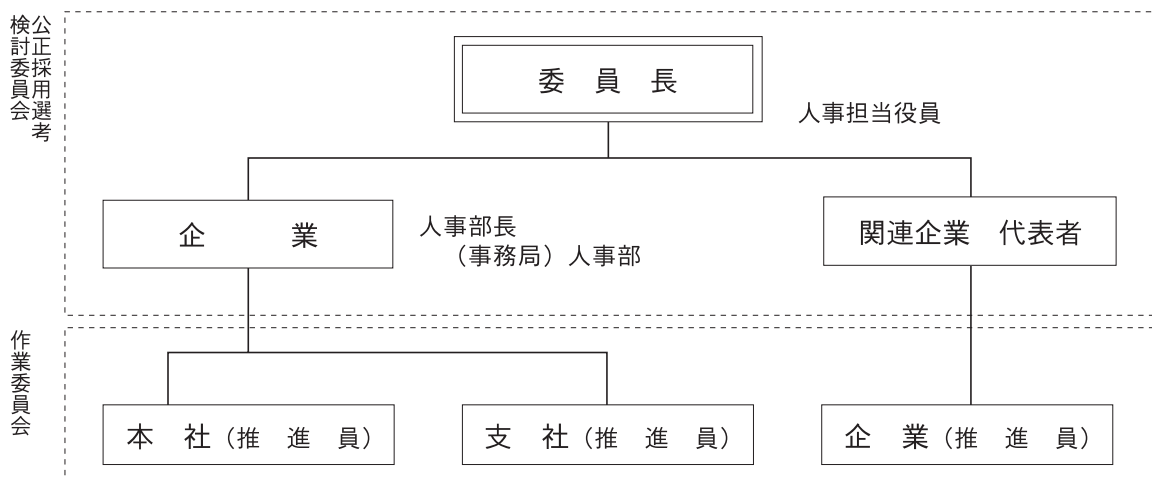 公正採用選考
検討委員会
委　員　長
人事担当役員
企　　　業
人事部長
（事務局）人事部
関連企業　代表者
作業委員会
本　社（推　進　員）
支　社（推　進　員）
企　業（推　進　員）